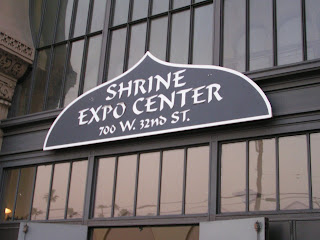 SHRINE
EXPO CENTER
700 W. 32ND ST.